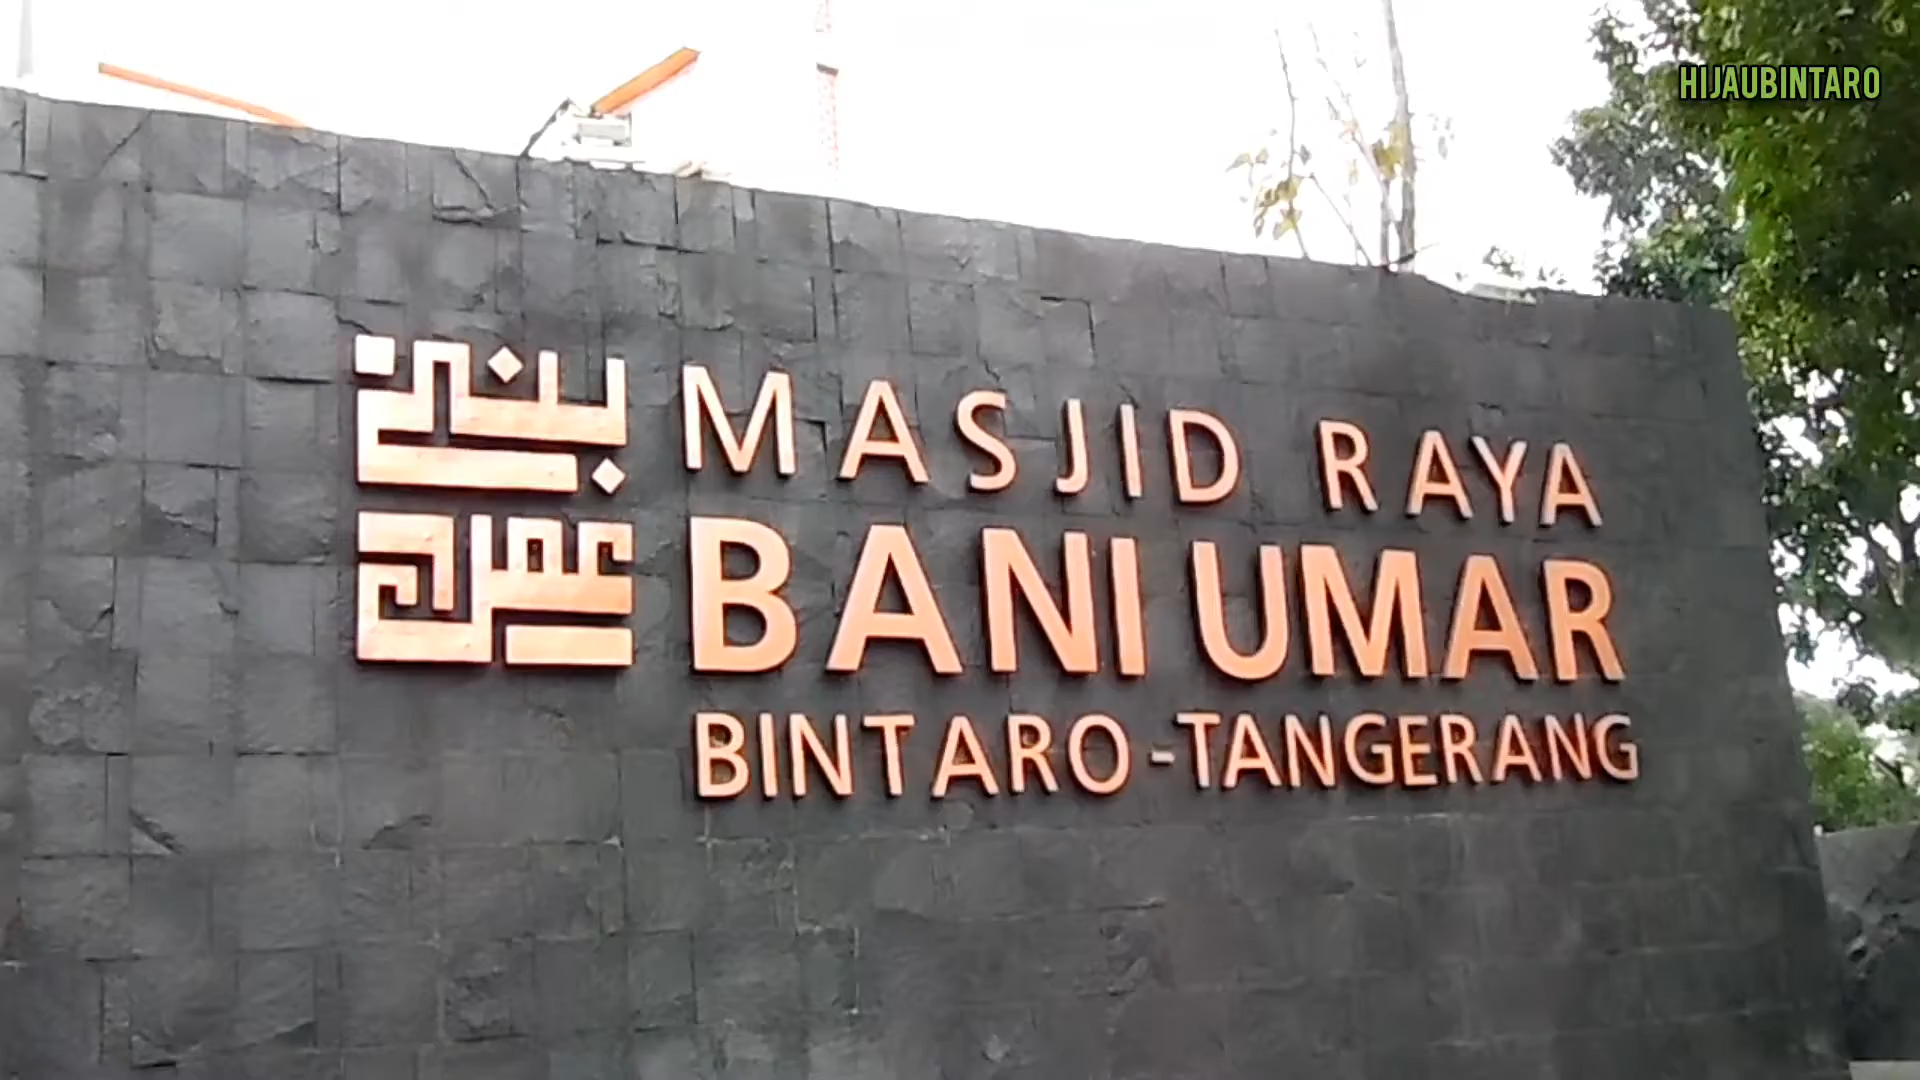 HIJAUBINTARO
بني
عمر
MASJID RAYA
BANI UMAR
BINTARO-TANGERANG